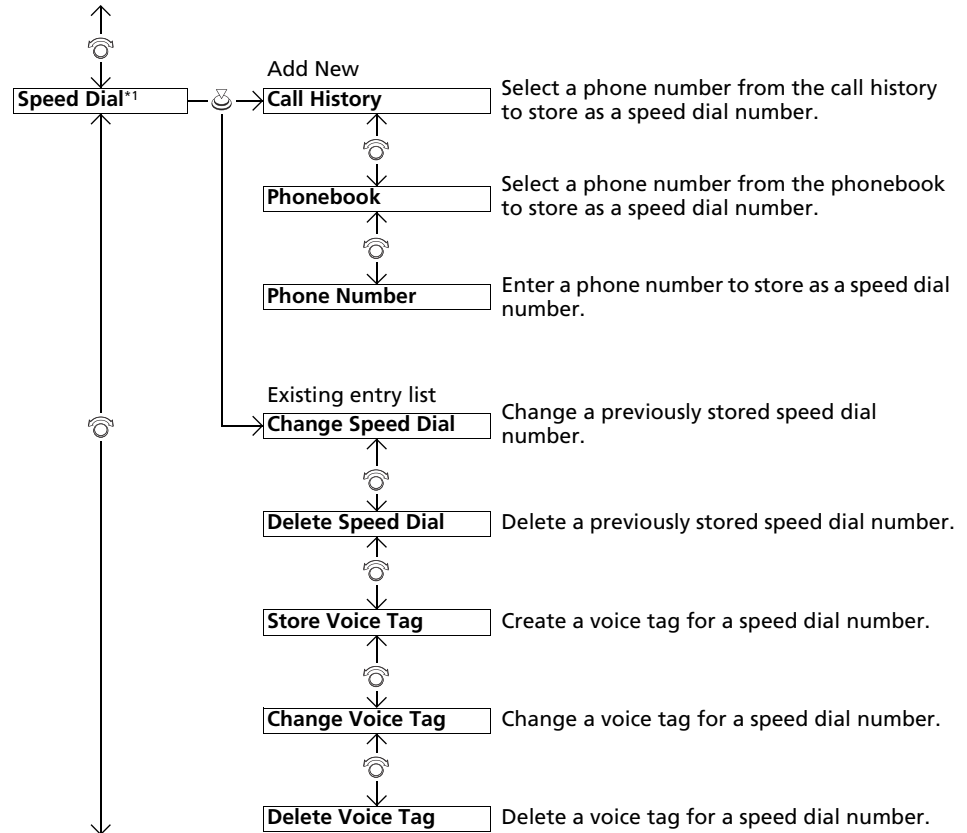 Add New
Speed Dial*1
Call History
Select a phone number from the call history
to store as a speed dial number.
Phonebook
Select a phone number from the phonebook
to store as a speed dial number.
Phone Number
Enter a phone number to store as a speed dial
number.
Existing entry list
Change Speed Dial
Change a previously stored speed dial
number.
Delete Speed Dial
Delete a previously stored speed dial number.
Store Voice Tag
Create a voice tag for a speed dial number.
Change Voice Tag
Change a voice tag for a speed dial number.
Delete Voice Tag
Delete a voice tag for a speed dial number.